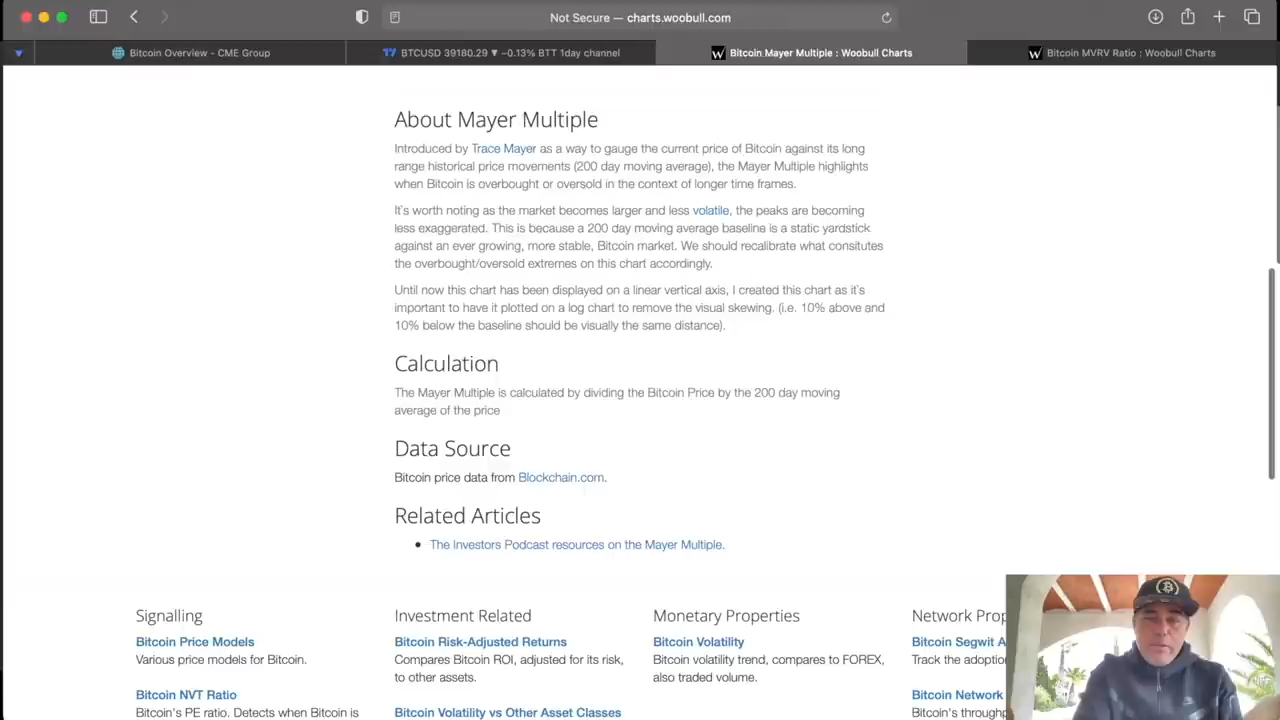 Not Secure — charts.woobull.com
Bitcoin Overview - CME Group
BTCUSD 39180.29 ▼ −0.13% BTT 1day channel
Bitcoin Mayer Multiple : Woobull Charts
Bitcoin MVRV Ratio : Woobull Charts
About Mayer Multiple
Introduced by Trace Mayer as a way to gauge the current price of Bitcoin against its long
range historical price movements (200 day moving average), the Mayer Multiple highlights
when Bitcoin is overbought or oversold in the context of longer time frames.
It's worth noting as the market becomes larger and less volatile, the peaks are becoming
less exaggerated. This is because a 200 day moving average baseline is a static yardstick
against an ever growing, more stable, Bitcoin market. We should recalibrate what consitutes
the overbought/oversold extremes on this chart accordingly.
Until now this chart has been displayed on a linear vertical axis, I created this chart as it's
important to have it plotted on a log chart to remove the visual skewing. (i.e. 10% above and
10% below the baseline should be visually the same distance).
Calculation
The Mayer Multiple is calculated by dividing the Bitcoin Price by the 200 day moving
average of the price
Data Source
Bitcoin price data from Blockchain.com.
Related Articles
• The Investors Podcast resources on the Mayer Multiple.
Signalling
Bitcoin Price Models
Various price models for Bitcoin.
Bitcoin NVT Ratio
Bitcoin's PE ratio. Detects when Bitcoin is
Investment Related
Bitcoin Risk-Adjusted Returns
Compares Bitcoin ROI, adjusted for its risk,
to other assets.
Bitcoin Volatility vs Other Asset Classes
Monetary Properties
Bitcoin Volatility
Bitcoin volatility trend, compares to FOREX,
also traded volume.
Network Prop
Bitcoin Segwit A
Track the adoptio
Bitcoin Network
Bitcoin's throughp